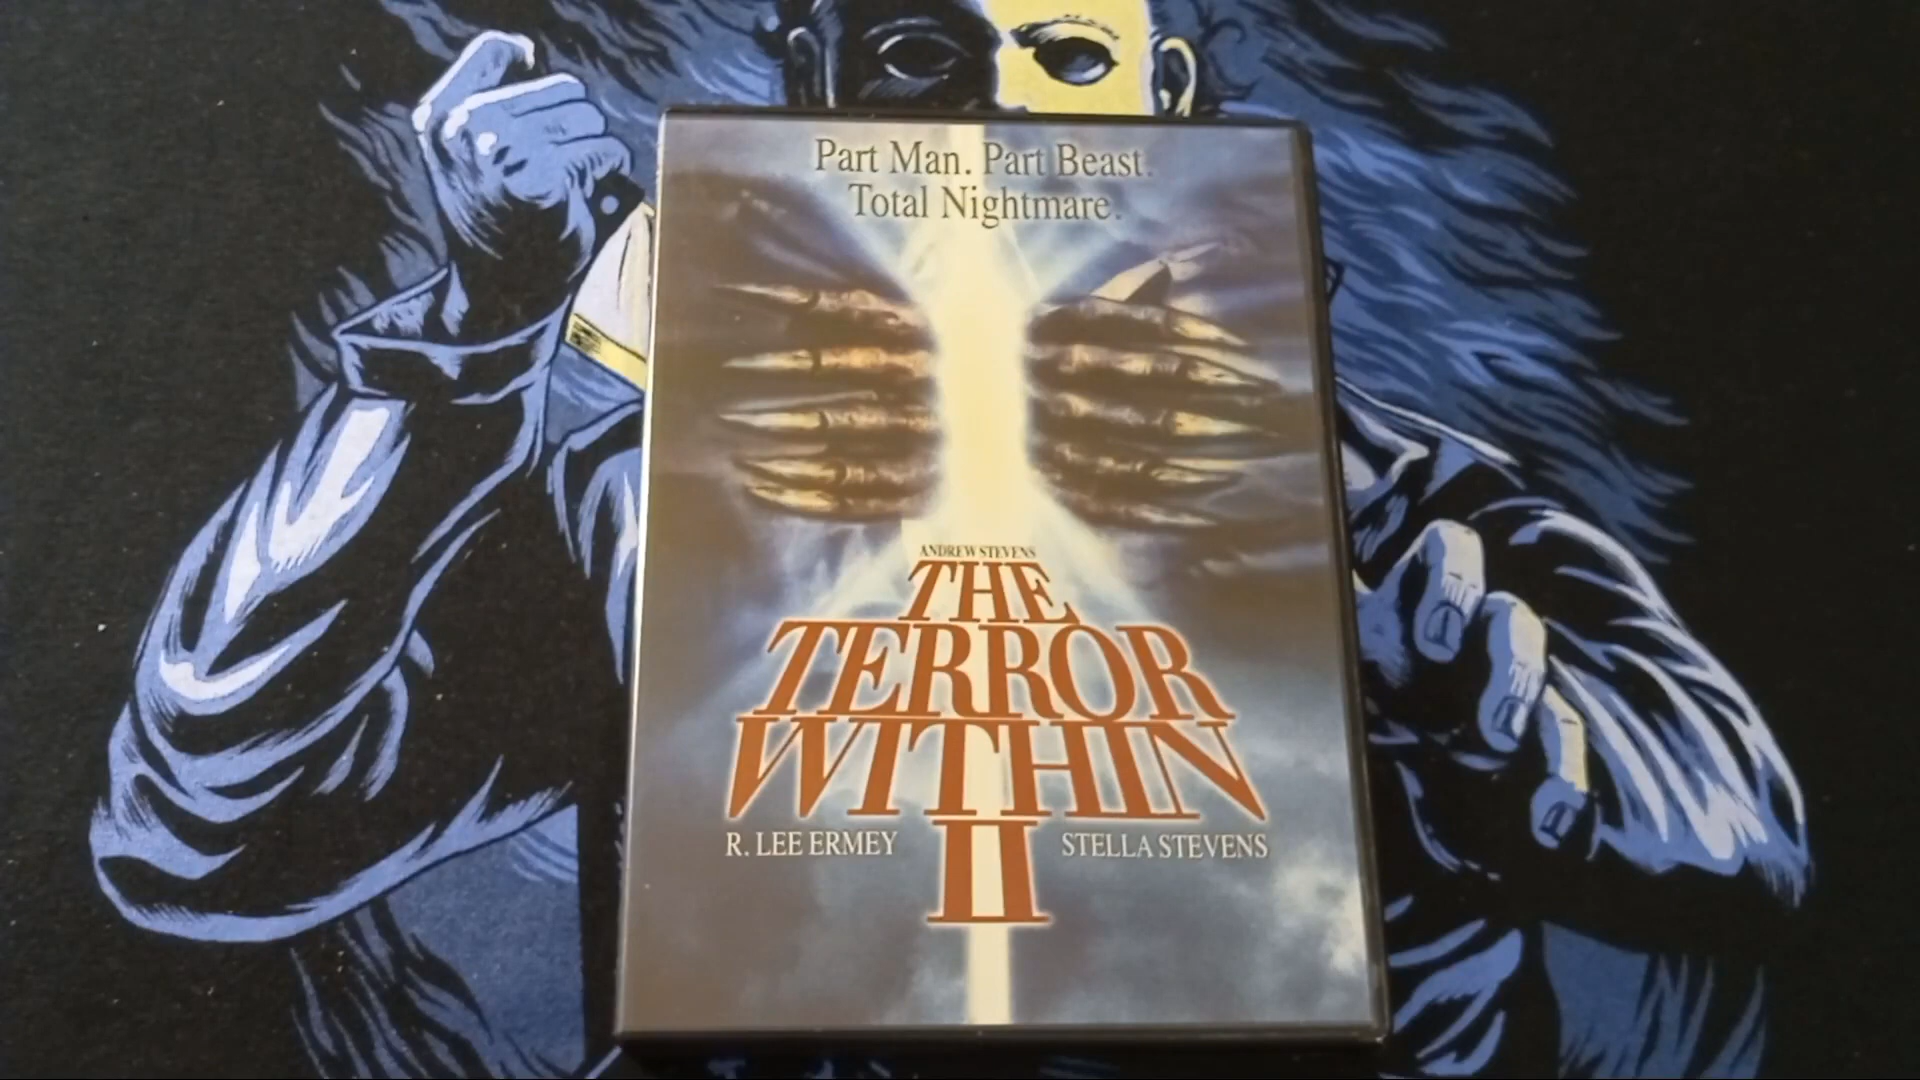 Part Man. Part Beast.
Total Nightmare.
ANDREW STEVENS
THE
TERROR
WITHIN
II
R. LEE ERMEY
STELLA STEVENS